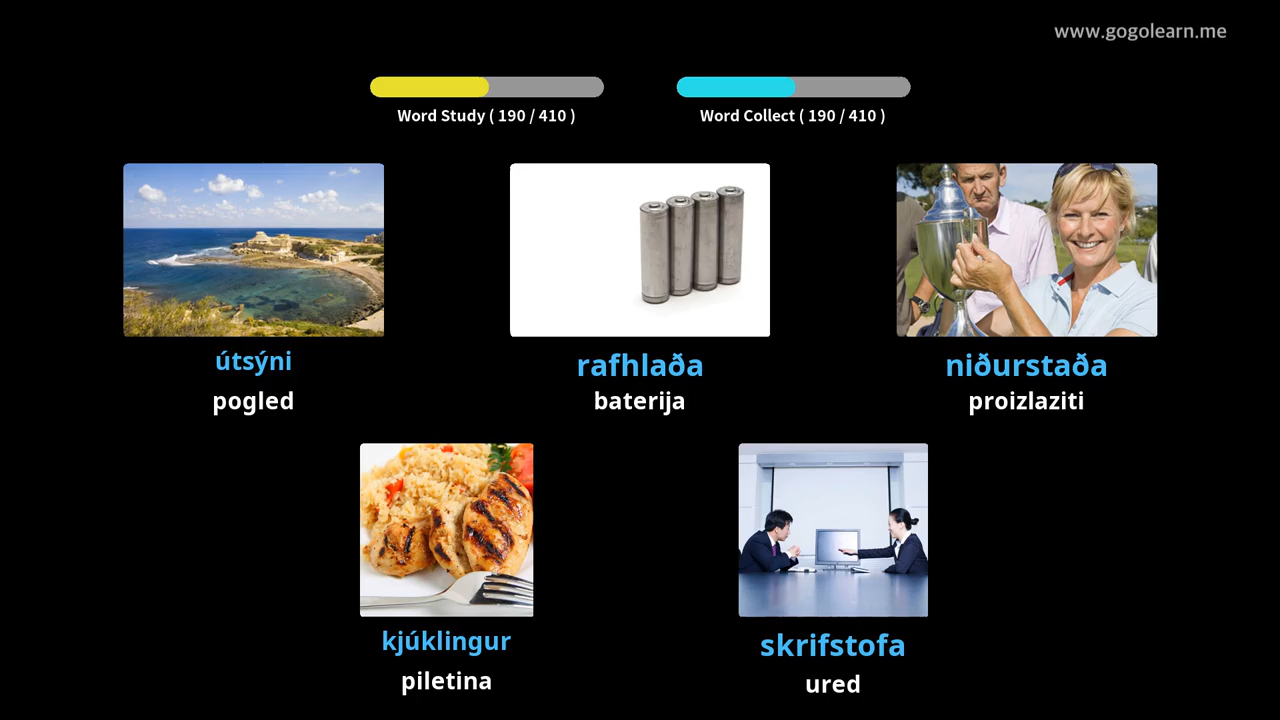 www.gogolearn.me
Word Study ( 190 / 410 )
Word Collect ( 190 / 410 )
útsýni
pogled
rafhlaða
baterija
niðurstaða
proizlaziti
kjúklingur
piletina
skrifstofa
ured